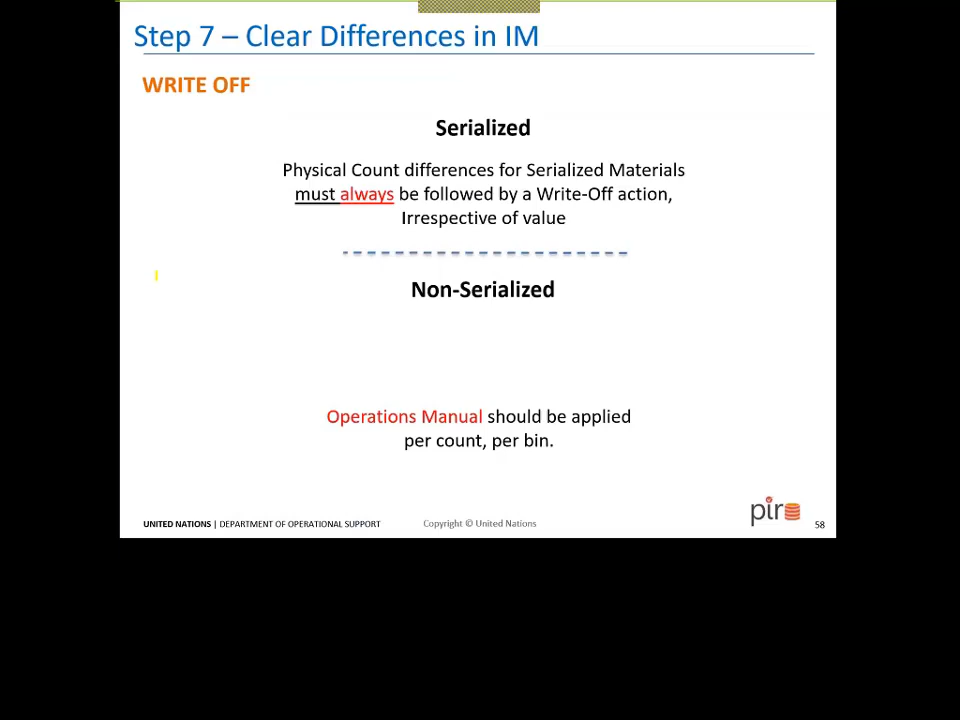 Step 7 – Clear Differences in IM
WRITE OFF
Serialized
Physical Count differences for Serialized Materials
must always be followed by a Write-Off action,
Irrespective of value
Non-Serialized
Operations Manual should be applied
per count, per bin.
UNITED NATIONS | DEPARTMENT OF OPERATIONAL SUPPORT
Copyright © United Nations
pir
58